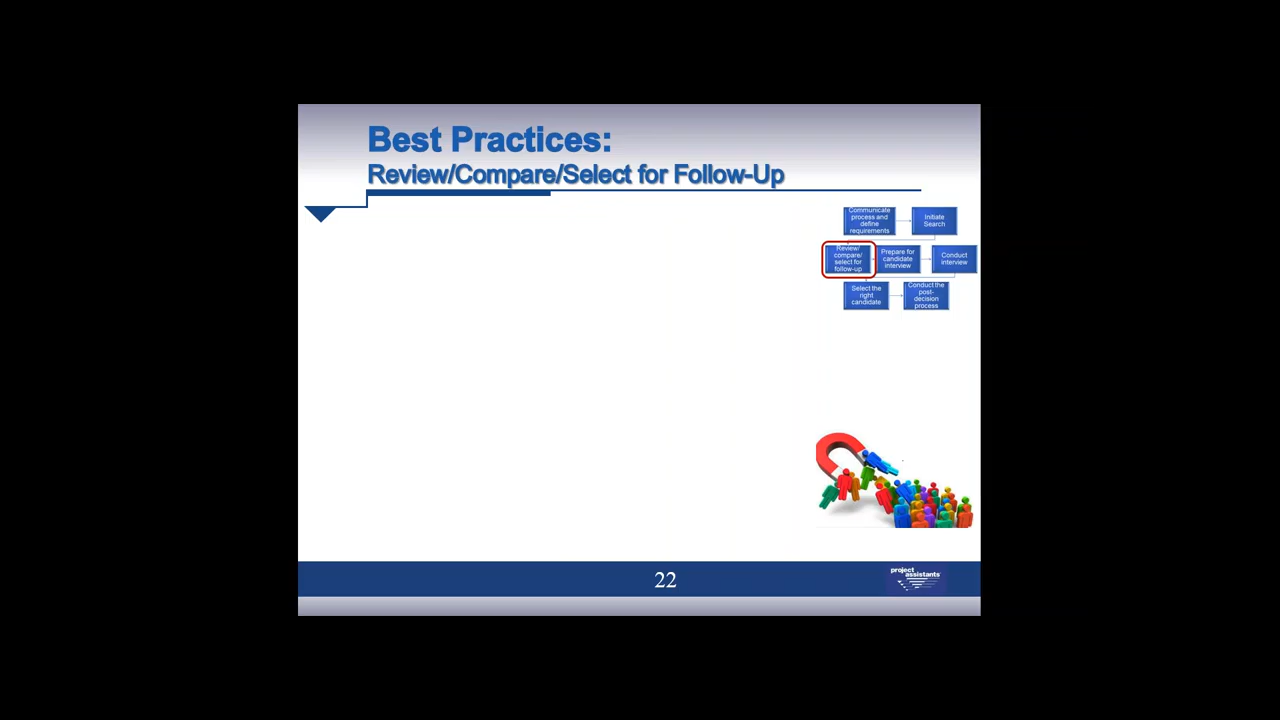 Best Practices:
Review/Compare/Select for Follow-Up
Communicate
process and
define
requirements
Initiate
Search
Review/
compare/
select for
follow-up
Prepare for
candidate
interview
Conduct
interview
Select the
right
candidate
Conduct the
post-
decision
process
22
project
assistants